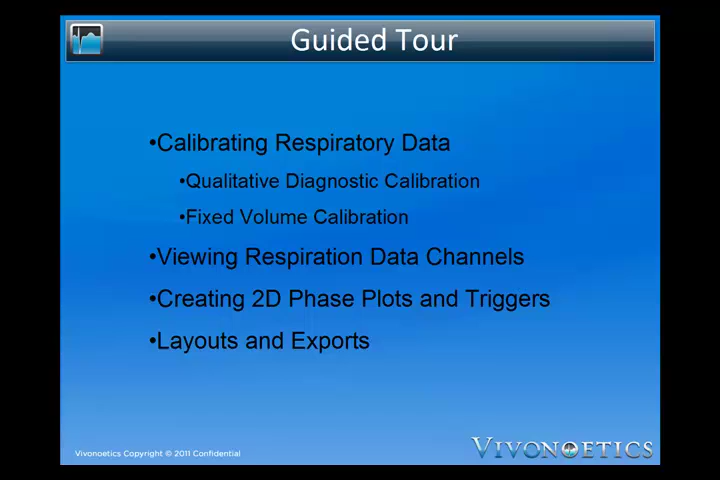 Guided Tour
•Calibrating Respiratory Data
•Qualitative Diagnostic Calibration
•Fixed Volume Calibration
•Viewing Respiration Data Channels
•Creating 2D Phase Plots and Triggers
•Layouts and Exports
Vivonoetics Copyright © 2011 Confidential
VIVONOETICS